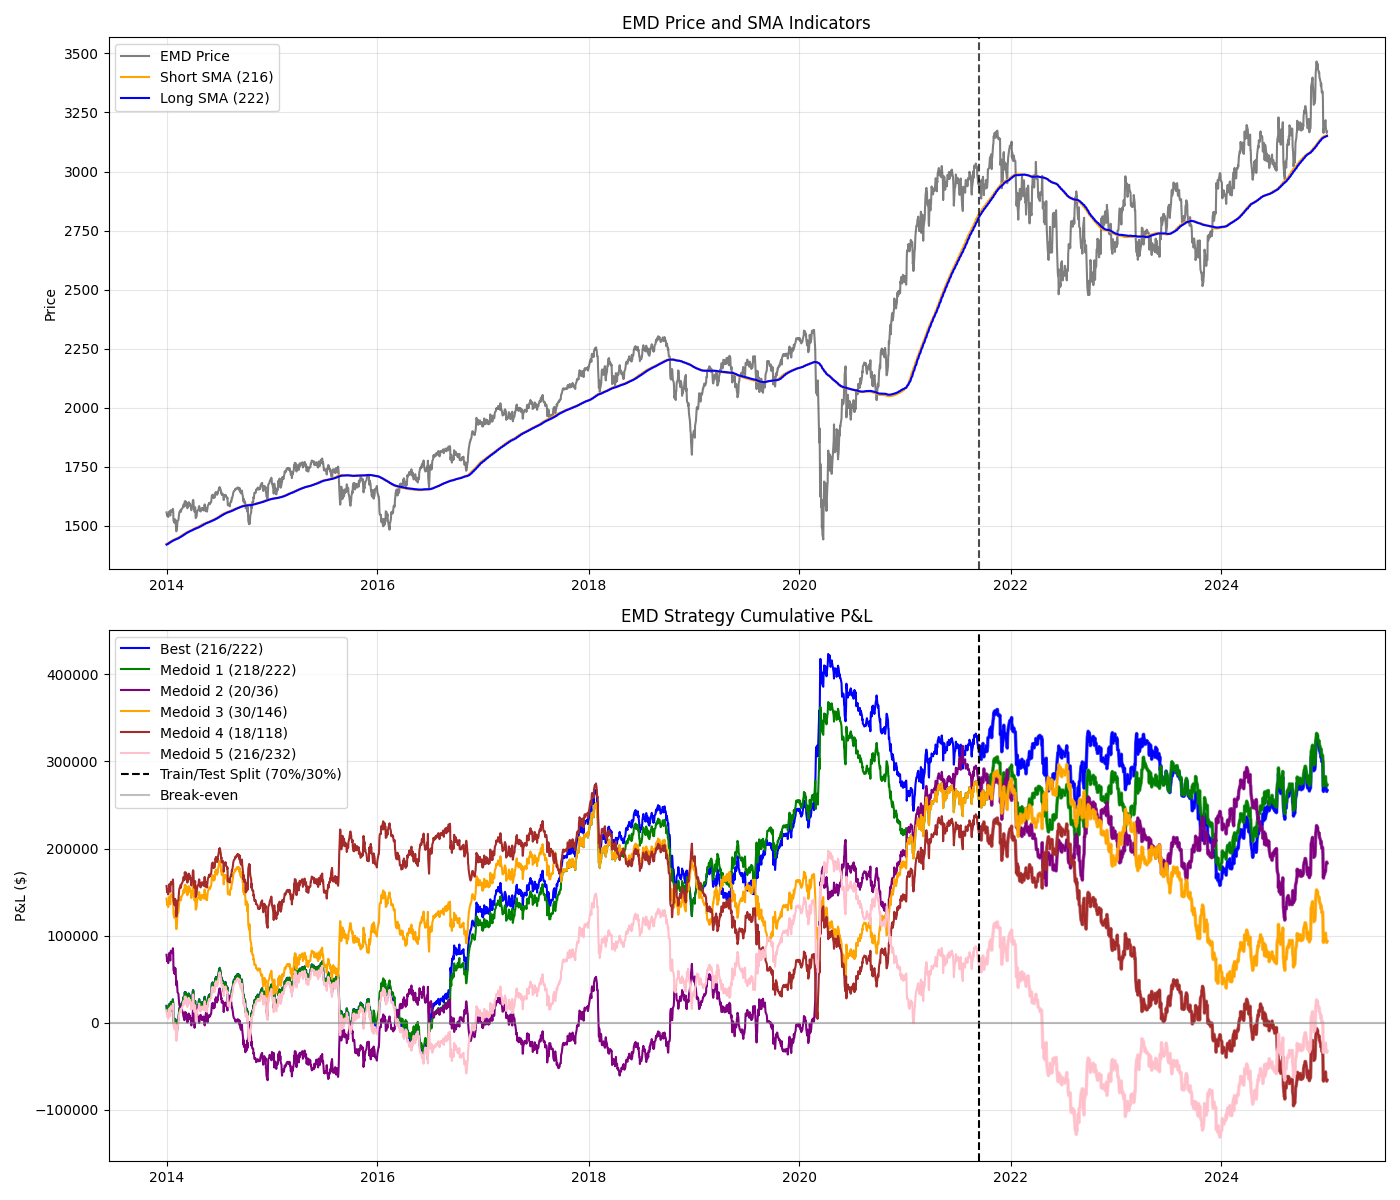 EMD Price and SMA Indicators
EMD Price
Short SMA (216)
Long SMA (222)
3500
3250
3000
2750
2500
2250
2000
1750
1500
Price
2014
2016
2018
2020
2022
2024
EMD Strategy Cumulative P&L
Best (216/222)
Medoid 1 (218/222)
Medoid 2 (20/36)
Medoid 3 (30/146)
Medoid 4 (18/118)
Medoid 5 (216/232)
Train/Test Split (70%/30%)
Break-even
400000
300000
200000
100000
0
−100000
P&L ($)
2014
2016
2018
2020
2022
2024